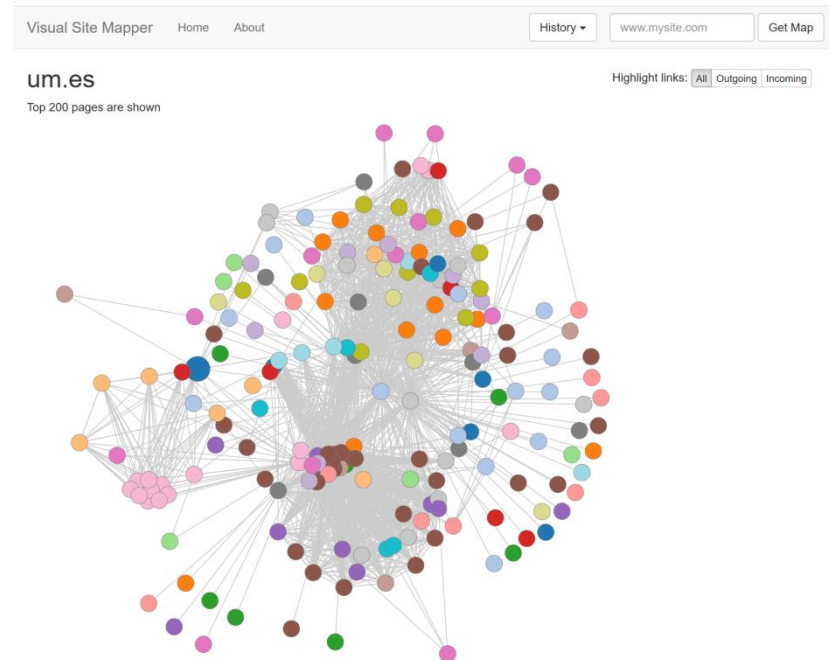 Visual Site Mapper Home About History www.mysite.com Get Map
um.es
Highlight links: All Outgoing Incoming
Top 200 pages are shown